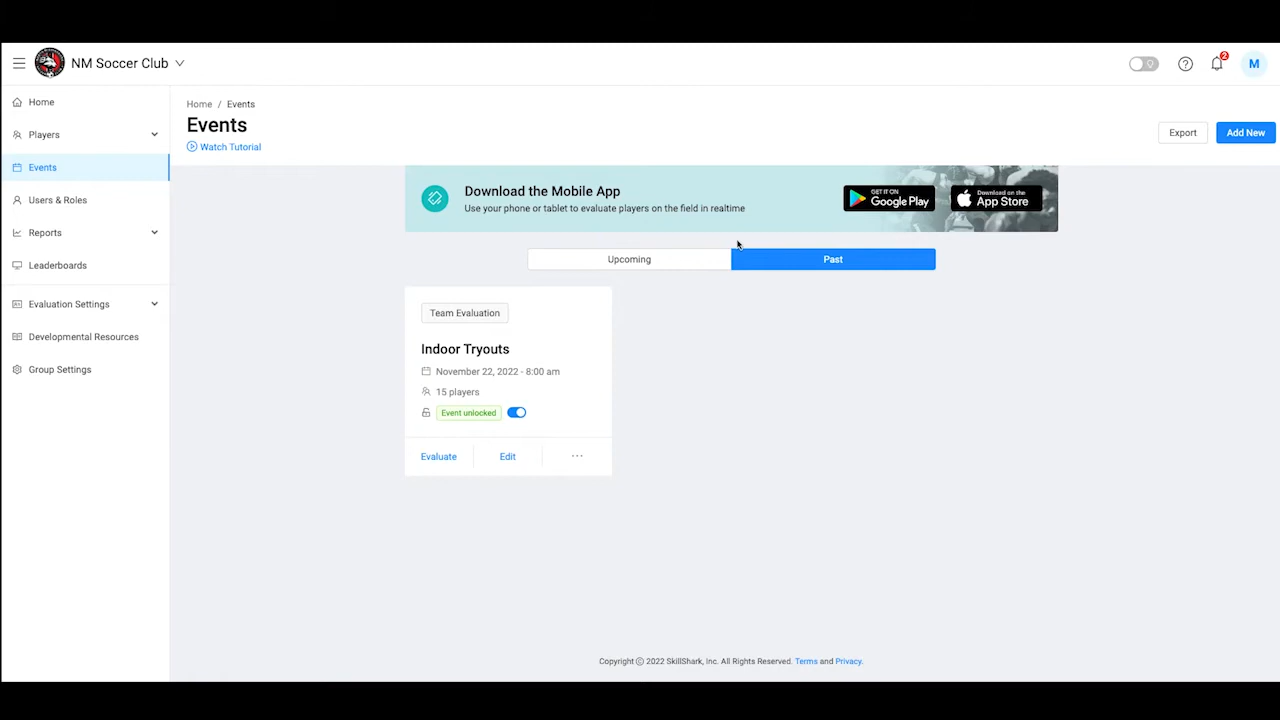 NM Soccer Club
2
M
Home
Players
Events
Users & Roles
Reports
Leaderboards
Evaluation Settings
Developmental Resources
Group Settings
Home / Events
Events
Watch Tutorial
Export
Add New
Download the Mobile App
Use your phone or tablet to evaluate players on the field in realtime
GET IT ON
Google Play
Download on the
App Store
Upcoming
Past
Team Evaluation
Indoor Tryouts
November 22, 2022 - 8:00 am
15 players
Event unlocked
Evaluate
Edit
···
Copyright © 2022 SkillShark, Inc. All Rights Reserved. Terms and Privacy.